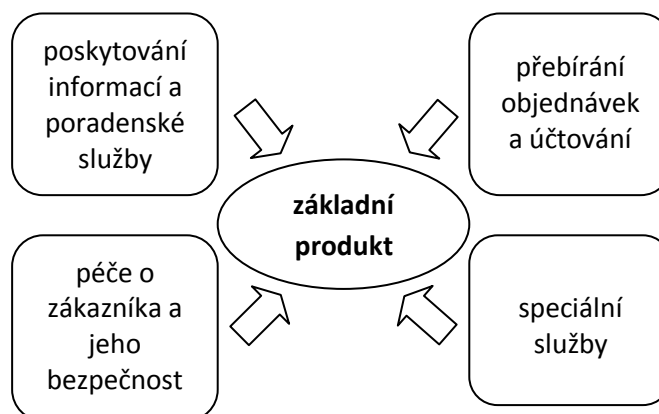 poskytování
informací a
poradenské
služby
přebírání
objednávek
a účtování
základní
produkt
péče o
zákazníka a
jeho
bezpečnost
speciální
služby